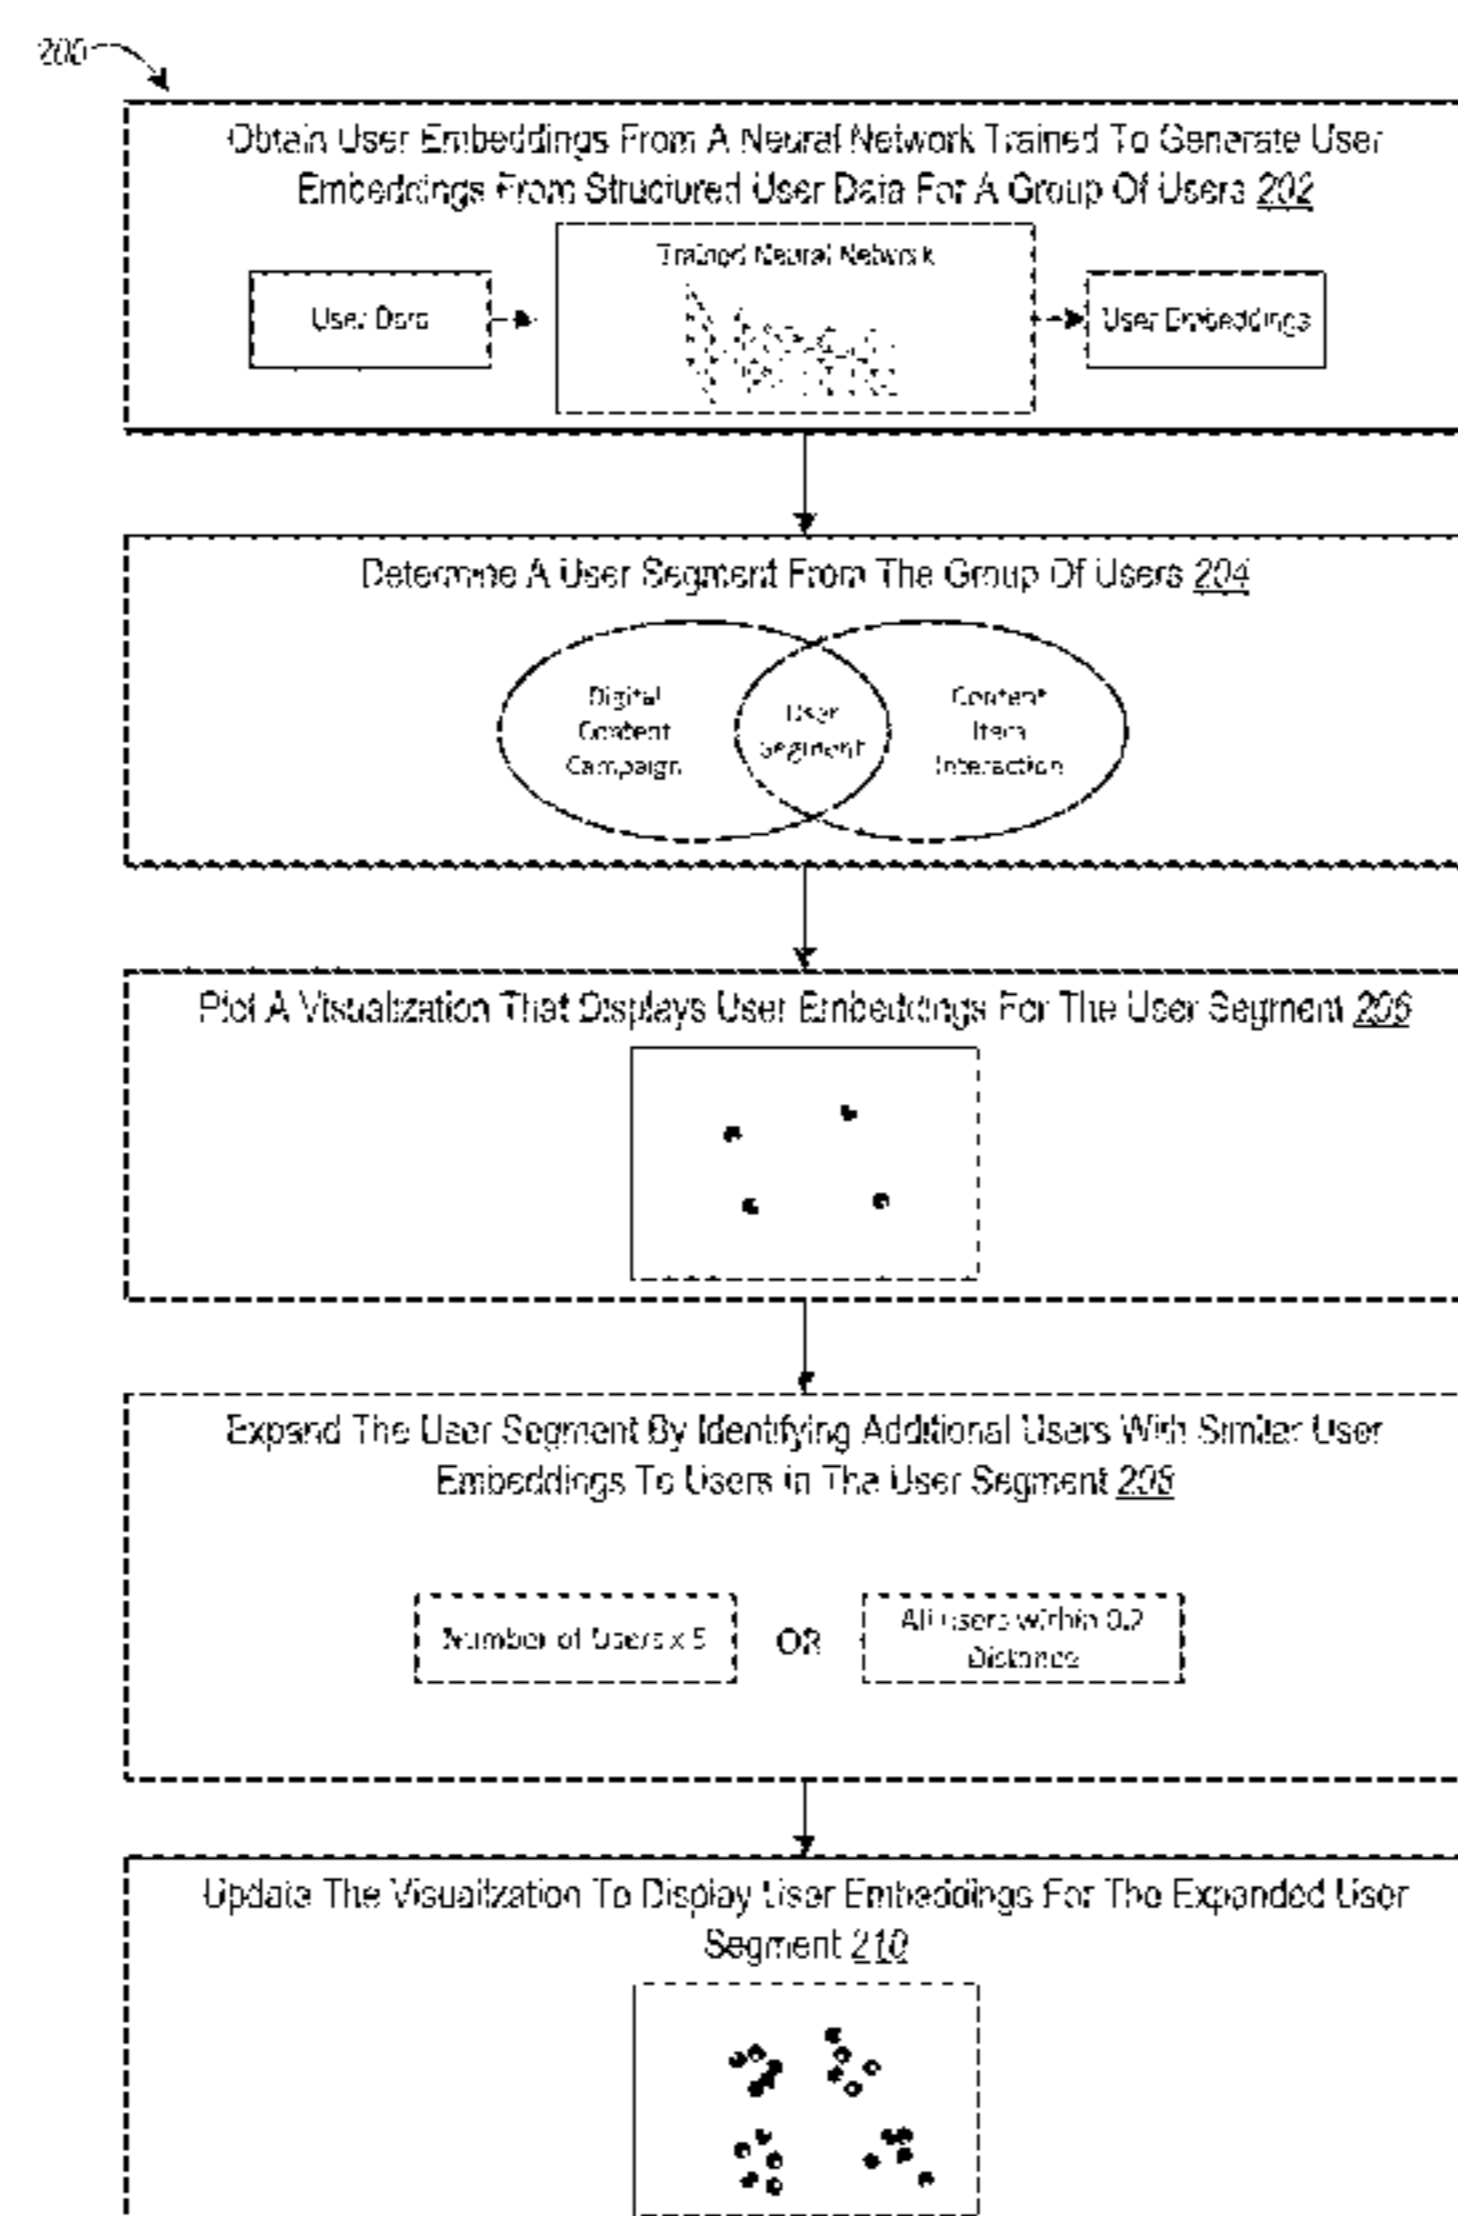 200
Obtain User Embeddings From A Neural Network Trained To Generate User
Embeddings From Structured User Data For A Group Of Users 202
Trained Neural Network
User Data
User Embeddings
Determine A User Segment From The Group Of Users 204
Digital
Content
Campaign
User
Segment
Content
Item
Interaction
Plot A Visualization That Displays User Embeddings For The User Segment 206
Expand The User Segment By Identifying Additional Users With Similar User
Embeddings To Users in The User Segment 208
Number of Users x 5
OR
All users within 0.2
Distance
Update The Visualization To Display User Embeddings For The Expanded User
Segment 210